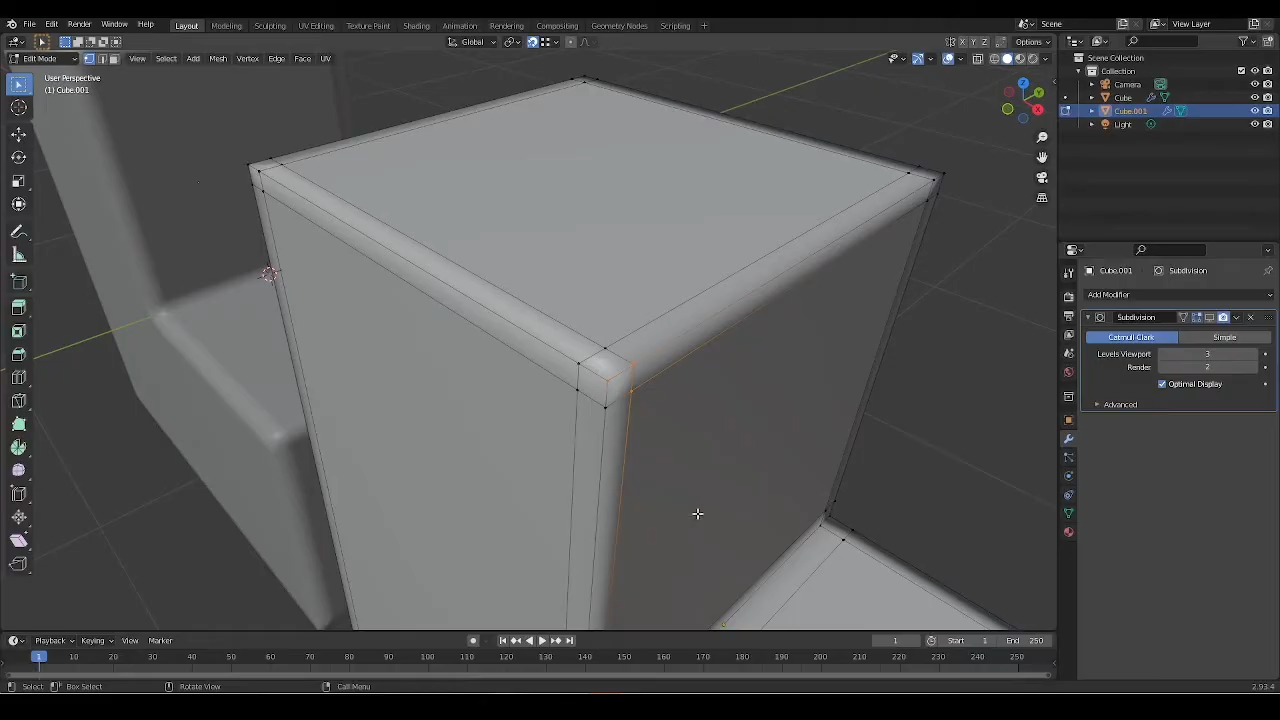 File Edit Render Window Help Layout Modeling Sculpting UV Editing Texture Paint Shading Animation Rendering Compositing Geometry Nodes Scripting + Scene View Layer
Global X Y Z Options
Edit Mode View Select Add Mesh Vertex Edge Face UV
User Perspective
(1) Cube.001
Z Y X
Scene Collection
Collection
Camera
Cube
Cube.001
Light
Cube.001 Subdivision
Add Modifier
Subdivision
Catmull-Clark Simple
Levels Viewport 3
Render 2
Optimal Display
Advanced
Playback Keying View Marker 1 Start 1 End 250
1 10 20 30 40 50 60 70 80 90 100 110 120 130 140 150 160 170 180 190 200 210 220 230 240 250
Select Box Select Rotate View Call Menu 2.93.4